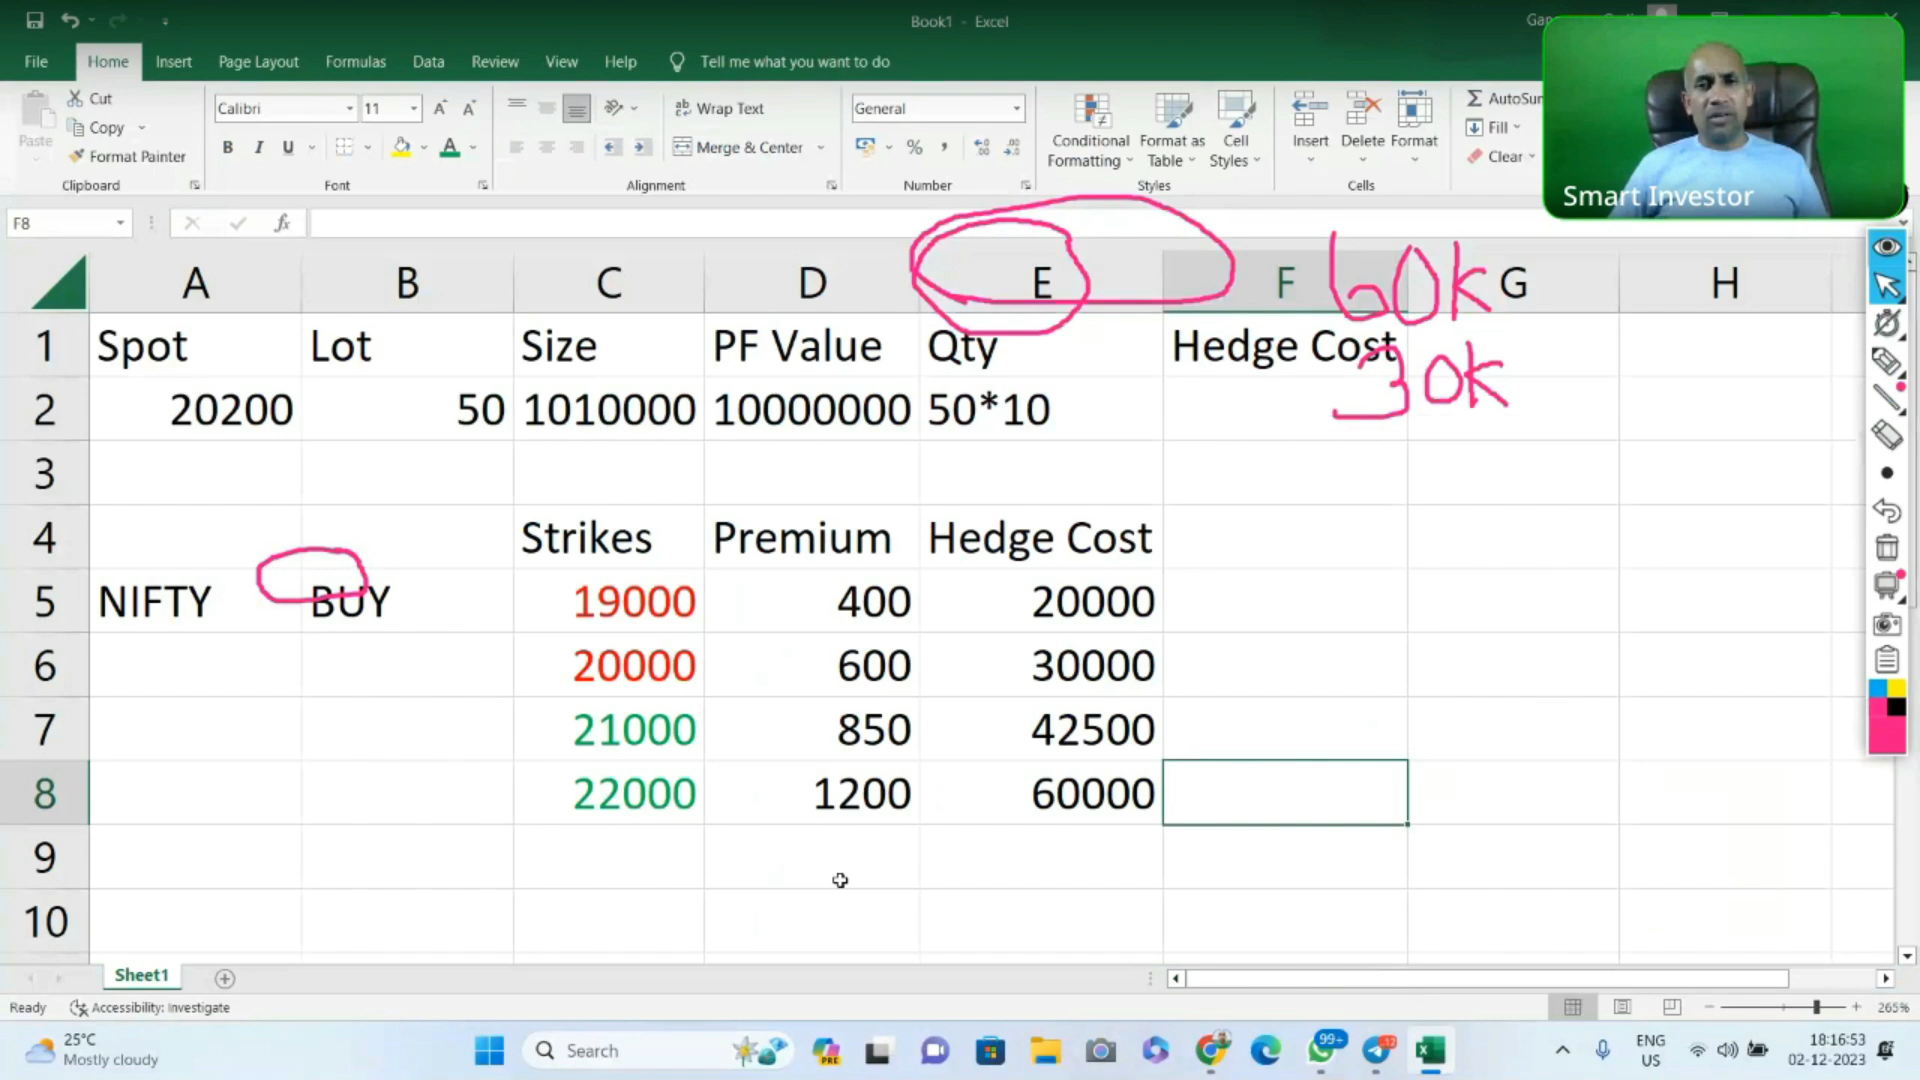 Book1 - Excel
File Home Insert Page Layout Formulas Data Review View Help Tell me what you want to do
Cut
Copy
Format Painter
Paste
Calibri 11
B I U
Wrap Text
Merge & Center
General
Conditional Formatting
Format as Table
Cell Styles
Insert Delete Format
Fill
Clear
Clipboard Font Alignment Number Styles Cells
Smart Investor
F8
60k
30k
A B C D E F G H
1 Spot Lot Size PF Value Qty Hedge Cost
2 20200 50 1010000 10000000 50*10
3
4 Strikes Premium Hedge Cost
5 NIFTY BUY 19000 400 20000
6 20000 600 30000
7 21000 850 42500
8 22000 1200 60000
9
10
Sheet1
Ready Accessibility: Investigate 265%
25°C
Mostly cloudy
Search
PRE
99+
ENG
US
18:16:53
02-12-2023